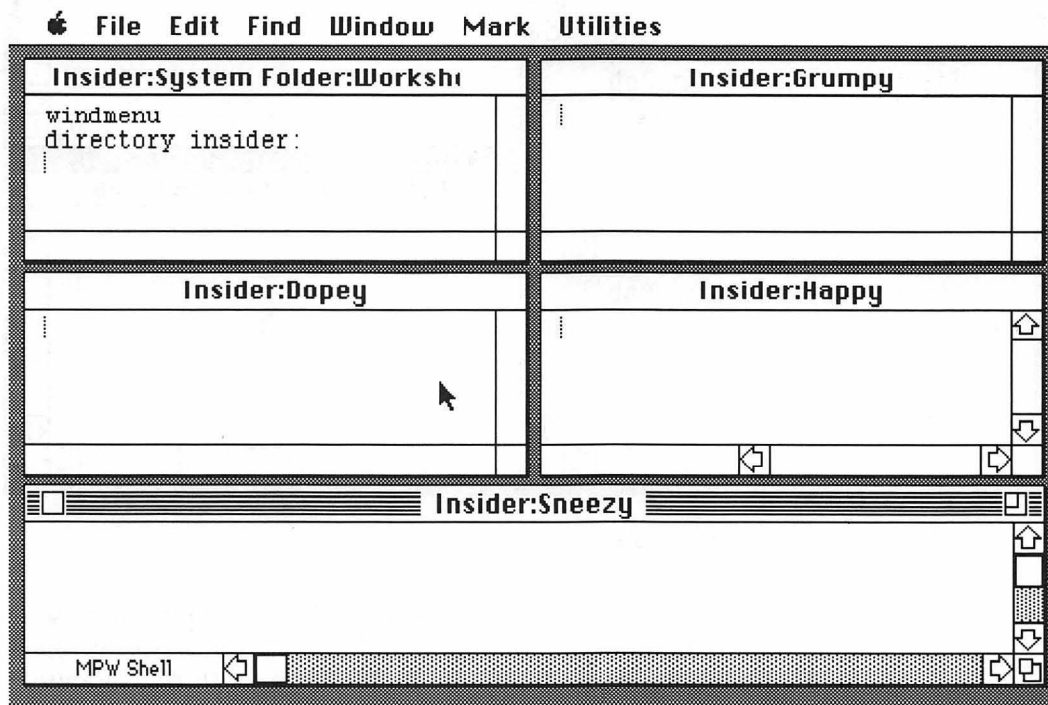 File Edit Find Window Mark Utilities
Insider:System Folder:Worksh
windmenu
directory insider:
Insider:Grumpy
Insider:Dopey
Insider:Happy
Insider:Sneezy
MPW Shell